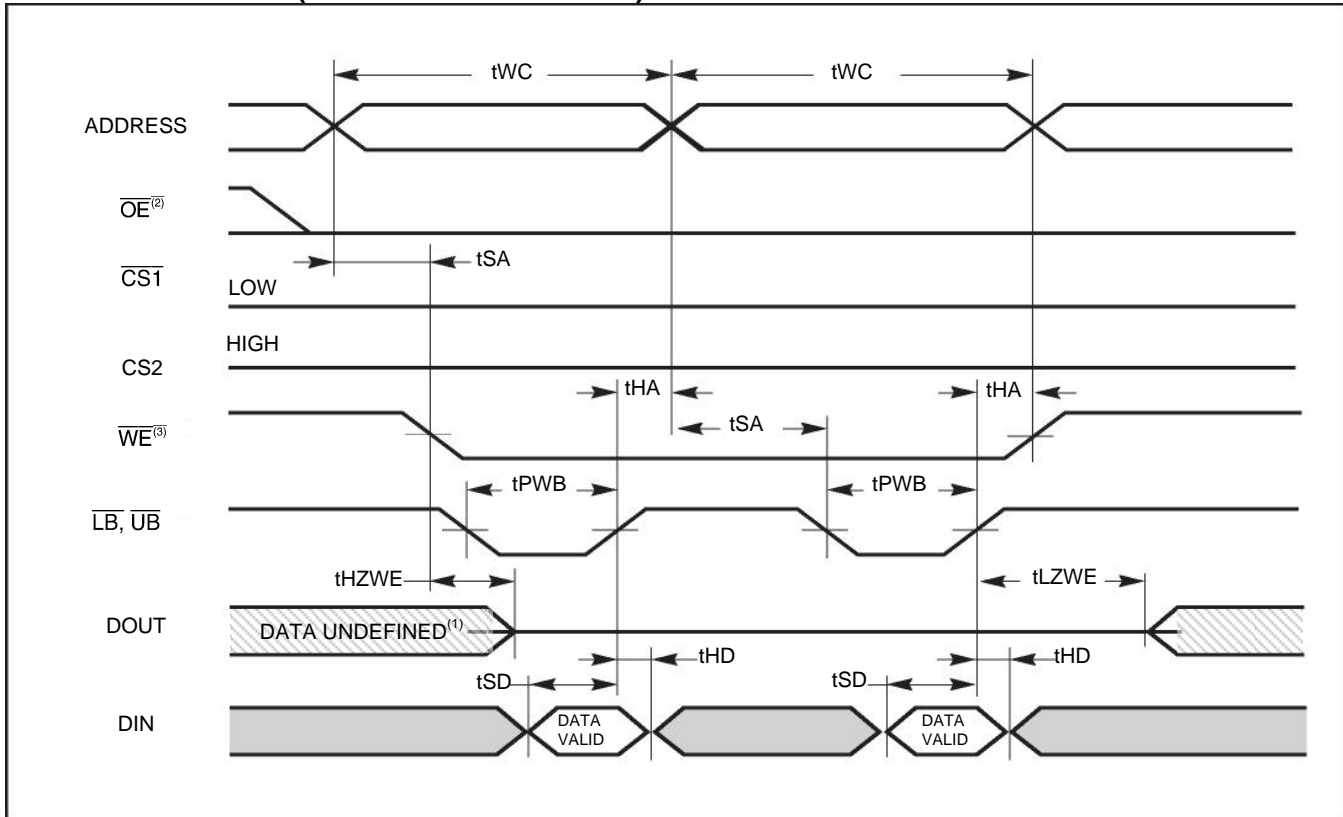 tWC tWC
ADDRESS
OE(2)
tSA
CS1
LOW
HIGH
CS2
tHA tHA
tSA
WE(3)
tPWB tPWB
LB, UB
tHZWE tLZWE
DOUT DATA UNDEFINED(1)
tHD tHD
tSD tSD
DIN DATA VALID DATA VALID